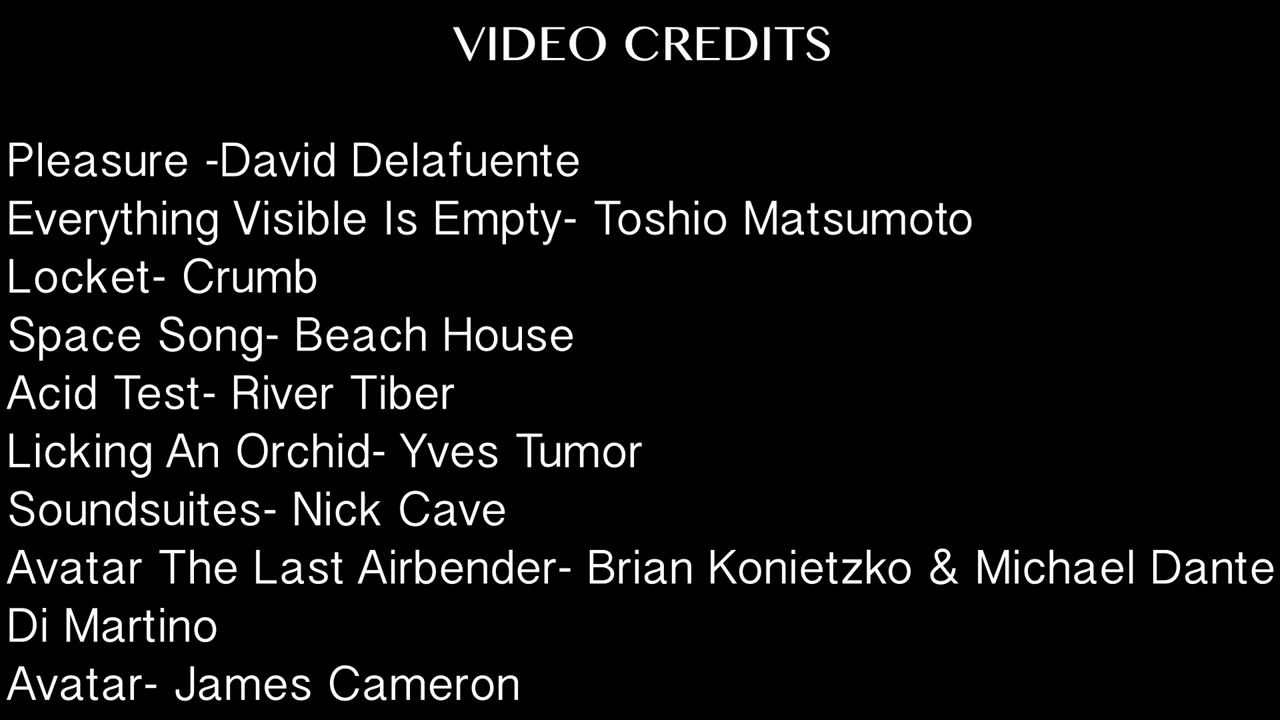 VIDEO CREDITS
Pleasure -David Delafuente
Everything Visible Is Empty- Toshio Matsumoto
Locket- Crumb
Space Song- Beach House
Acid Test- River Tiber
Licking An Orchid- Yves Tumor
Soundsuites- Nick Cave
Avatar The Last Airbender- Brian Konietzko & Michael Dante
Di Martino
Avatar- James Cameron